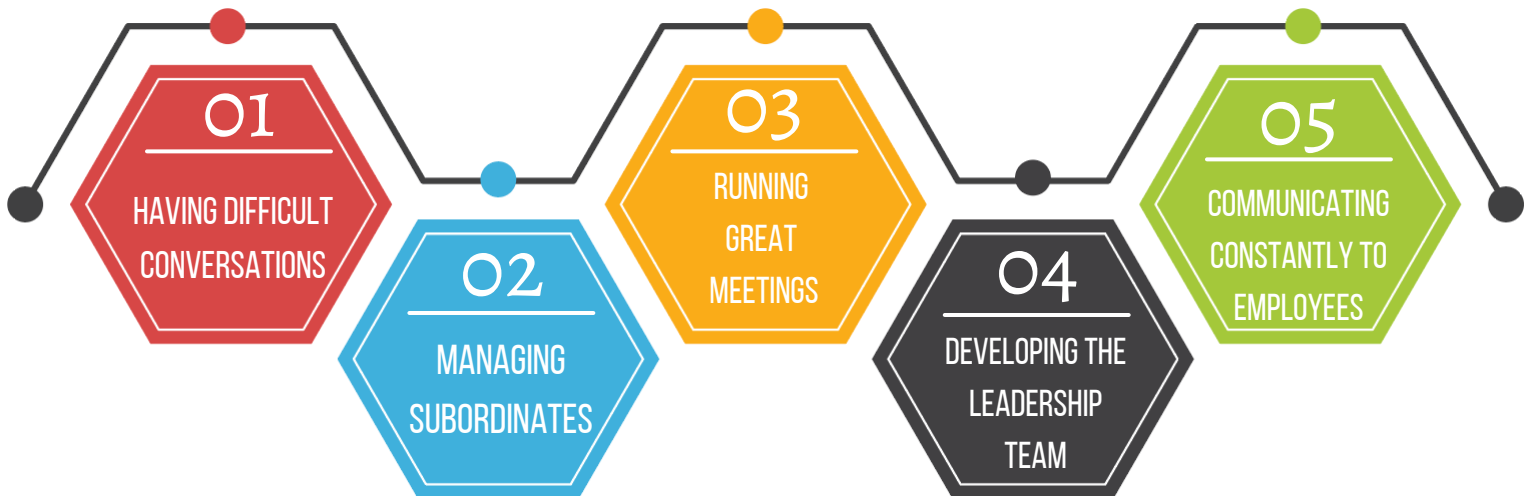 01
HAVING DIFFICULT
CONVERSATIONS
02
MANAGING
SUBORDINATES
03
RUNNING
GREAT
MEETINGS
04
DEVELOPING THE
LEADERSHIP
TEAM
05
COMMUNICATING
CONSTANTLY TO
EMPLOYEES